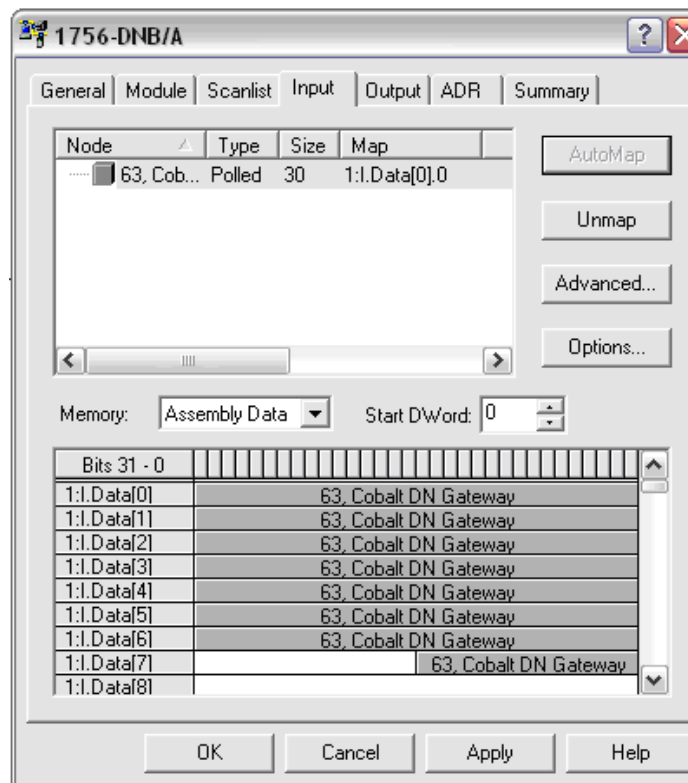 1756-DNB/A
General Module Scanlist Input Output ADR Summary
Node Type Size Map
63, Cob... Polled 30 1:I.Data[0].0
AutoMap
Unmap
Advanced...
Options...
Memory: Assembly Data Start DWord: 0
Bits 31 - 0
1:I.Data[0] 63, Cobalt DN Gateway
1:I.Data[1] 63, Cobalt DN Gateway
1:I.Data[2] 63, Cobalt DN Gateway
1:I.Data[3] 63, Cobalt DN Gateway
1:I.Data[4] 63, Cobalt DN Gateway
1:I.Data[5] 63, Cobalt DN Gateway
1:I.Data[6] 63, Cobalt DN Gateway
1:I.Data[7] 63, Cobalt DN Gateway
1:I.Data[8]
OK Cancel Apply Help